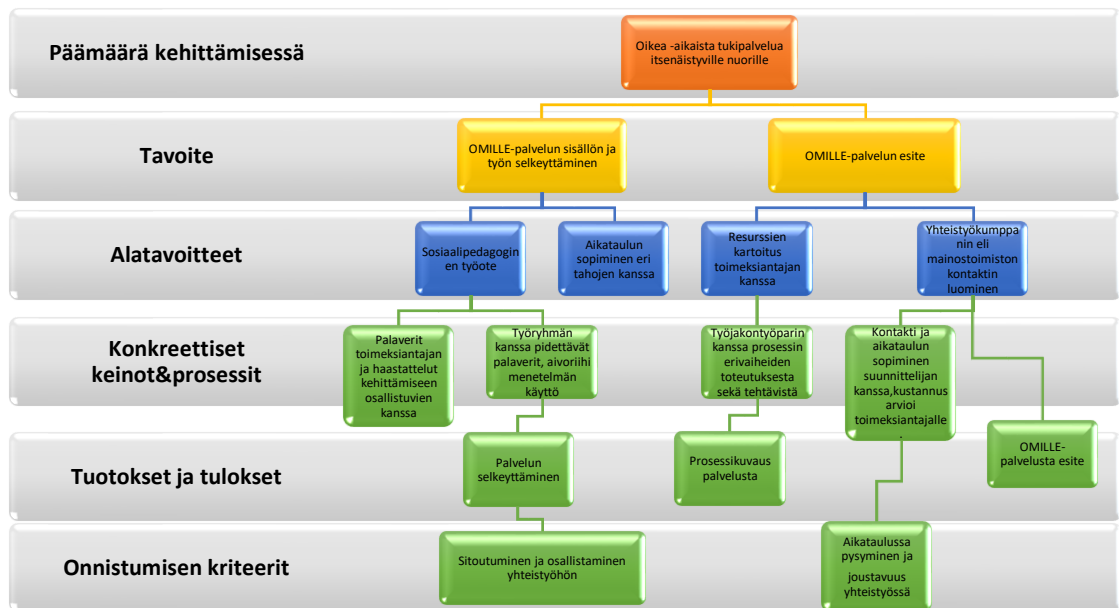 Päämäärä kehittämisessä
Oikea -aikaista tukipalvelua
itsenäistyville nuorille
Tavoite
OMILLE-palvelun sisällön ja
työn selkeyttäminen
OMILLE-palvelun esite
Alatavoitteet
Sosiaalipedagogin
en työote
Aikataulun
sopiminen eri
tahojen kanssa
Resurssien
kartoitus
toimeksiantajan
kanssa
Yhteistyökumppa
nin eli
mainostoimiston
kontaktin
luominen
Konkreettiset
keinot&prosessit
Palaverit
toimeksiantajan
ja haastattelut
kehittämiseen
osallistuvien
kanssa
Työryhmän
kanssa pidettävät
palaverit, aivoriihi
menetelmän
käyttö
Työjakontyöparin
kanssa prosessin
erivaiheiden
toteutuksesta
sekä tehtävistä
Kontakti ja
aikataulun
sopiminen
suunnittelijan
kanssa,kustannus
arvioi
toimeksiantajalle
.
Tuotokset ja tulokset
Palvelun
selkeyttäminen
Prosessikuvaus
palvelusta
OMILLE-
palvelusta esite
Onnistumisen kriteerit
Sitoutuminen ja osallistaminen
yhteistyöhön
Aikataulussa
pysyminen ja
joustavuus
yhteistyössä